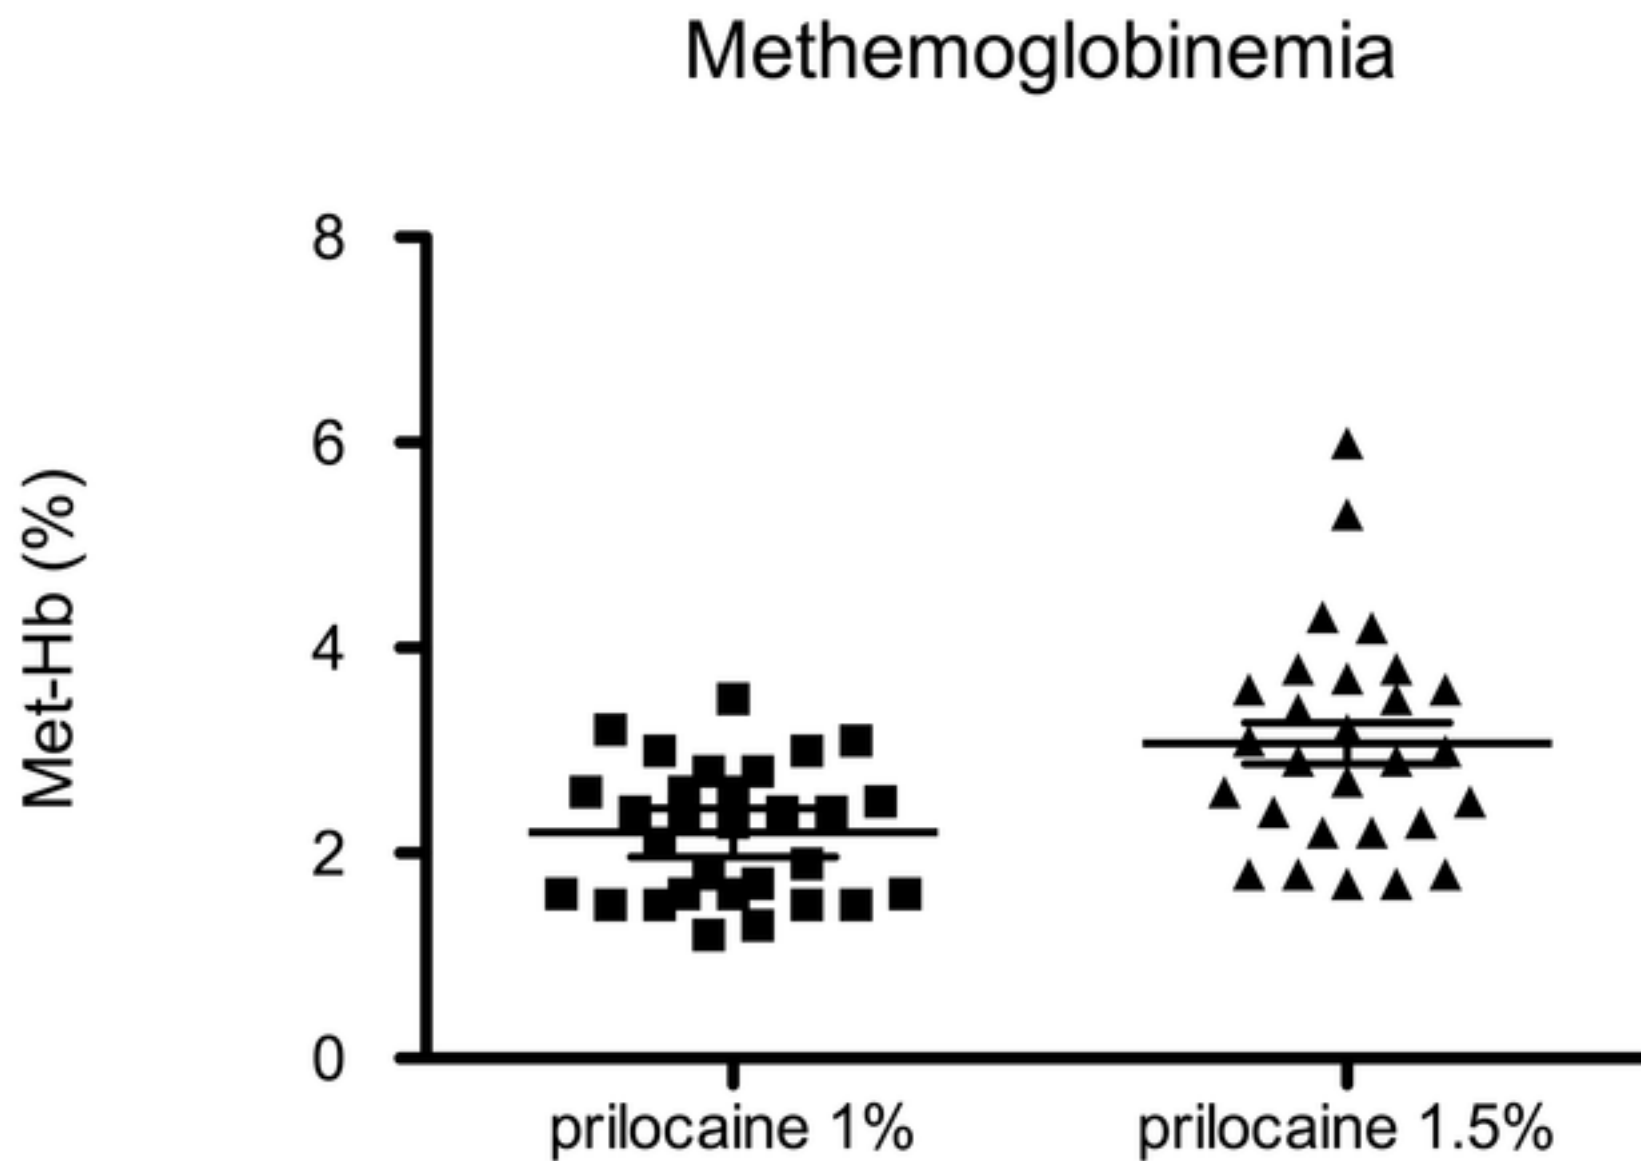 Methemoglobinemia
8
6
4
2
0
Met-Hb (%)
prilocaine 1%
prilocaine 1.5%